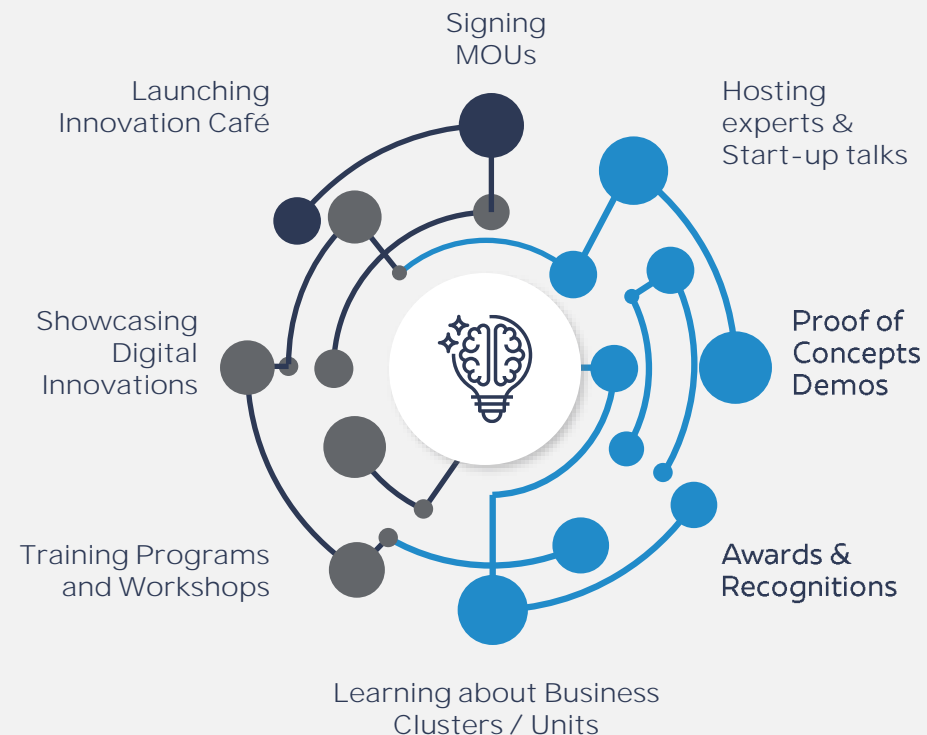 Signing
MOUs
Launching
Innovation Café
Hosting
experts &
Start-up talks
Showcasing
Digital
Innovations
Proof of
Concepts
Demos
Training Programs
and Workshops
Awards &
Recognitions
Learning about Business
Clusters / Units